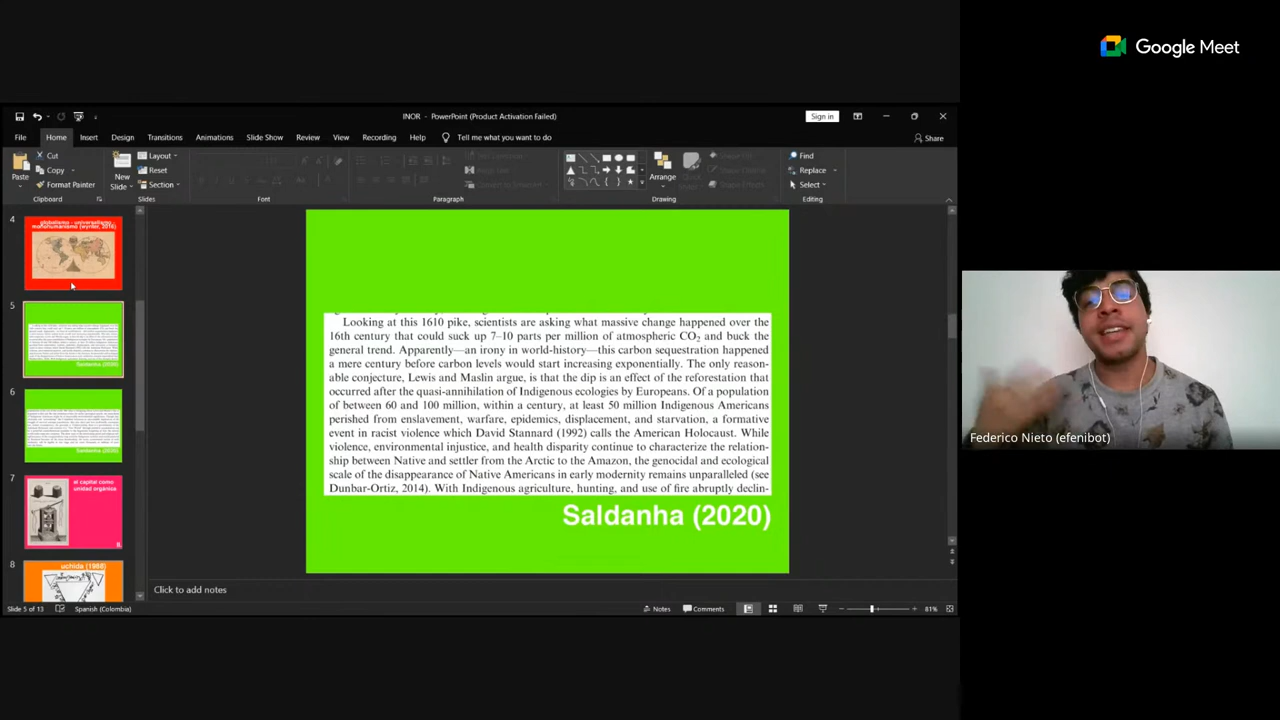 Google Meet
INOR - PowerPoint (Product Activation Failed)
Sign in
File
Home
Insert
Design
Transitions
Animations
Slide Show
Review
View
Recording
Help
Tell me what you want to do
Share
Paste
Cut
Copy
Format Painter
Clipboard
New
Slide
Layout
Reset
Section
Slides
Font
Paragraph
Arrange
Drawing
Find
Replace
Select
Editing
4
5
Saldanha (2020)
6
Saldanha (2020)
7
el capital como
unidad orgánica
8.
8
uchida (1988)
Looking at this 1610 pike, scientists are asking what massive change happened over the
16th century that could suck up 7–10 parts per million of atmospheric CO2 and buck the
general trend. Apparently—an irony in world-history—this carbon sequestration happened
a mere century before carbon levels would start increasing exponentially. The only reason-
able conjecture, Lewis and Maslin argue, is that the dip is an effect of the reforestation that
occurred after the quasi-annihilation of Indigenous ecologies by Europeans. Of a population
of between 60 and 100 million, within a century, at least 50 million Indigenous Americans
perished from enslavement, warfare, epidemics, displacement, and starvation, a formative
event in racist violence which David Stannard (1992) calls the American Holocaust. While
violence, environmental injustice, and health disparity continue to characterize the relation-
ship between Native and settler from the Arctic to the Amazon, the genocidal and ecological
scale of the disappearance of Native Americans in early modernity remains unparalleled (see
Dunbar-Ortiz, 2014). With Indigenous agriculture, hunting, and use of fire abruptly declin-
Saldanha (2020)
Federico Nieto (efenibot)
Click to add notes
Slide 5 of 13
Spanish (Colombia)
Notes
Comments
81%